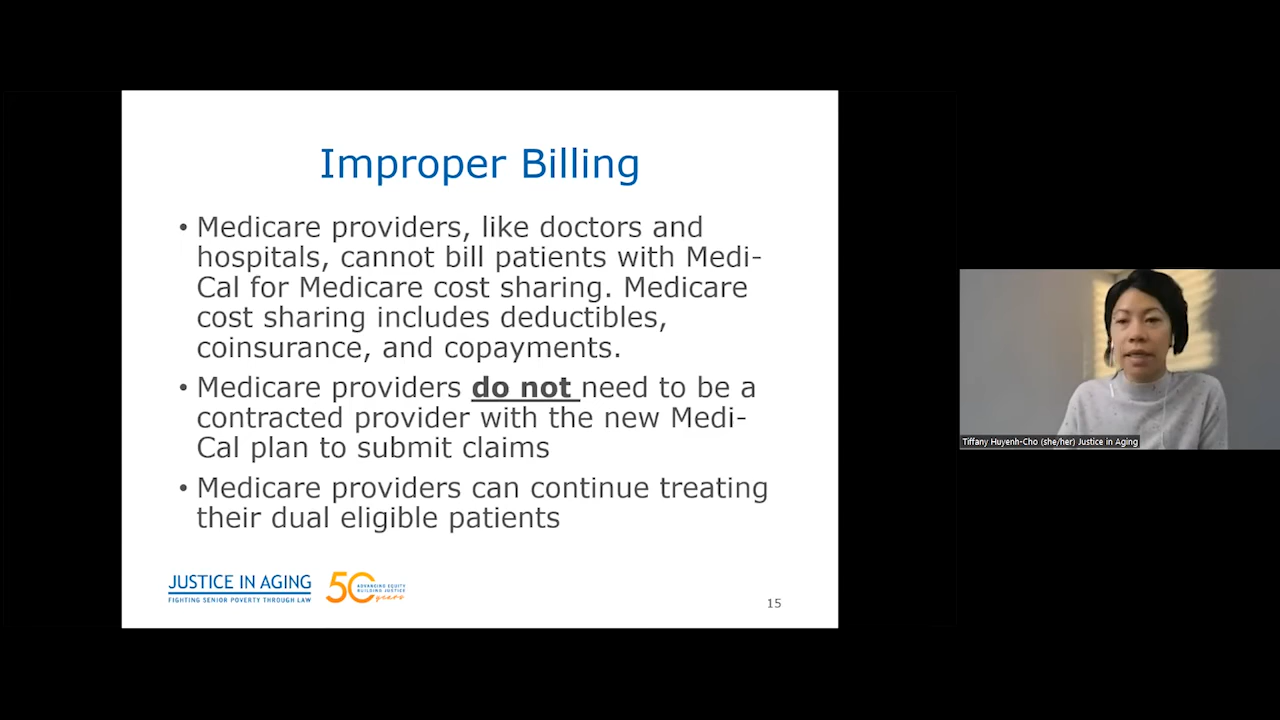 Improper Billing
• Medicare providers, like doctors and
hospitals, cannot bill patients with Medi-
Cal for Medicare cost sharing. Medicare
cost sharing includes deductibles,
coinsurance, and copayments.
• Medicare providers do not need to be a
contracted provider with the new Medi-
Cal plan to submit claims
• Medicare providers can continue treating
their dual eligible patients
JUSTICE IN AGING
FIGHTING SENIOR POVERTY THROUGH LAW
50 years
ADVANCING EQUITY
BUILDING JUSTICE
15
Tiffany Huyenh-Cho (she/her) Justice in Aging